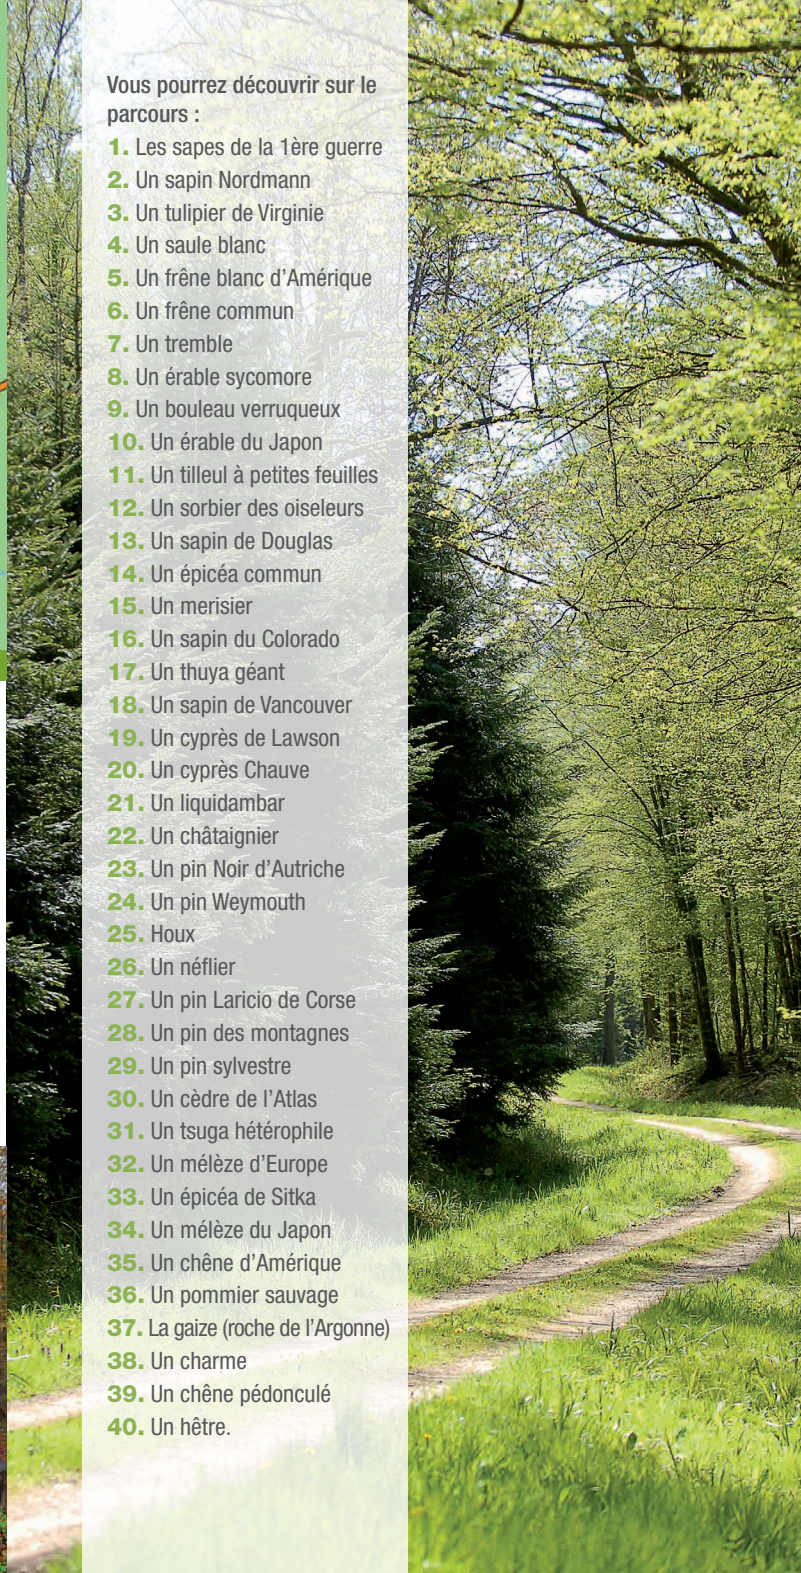 Vous pourrez découvrir sur le
parcours :
1. Les sapes de la 1ère guerre
2. Un sapin Nordmann
3. Un tulipier de Virginie
4. Un saule blanc
5. Un frêne blanc d’Amérique
6. Un frêne commun
7. Un tremble
8. Un érable sycomore
9. Un bouleau verruqueux
10. Un érable du Japon
11. Un tilleul à petites feuilles
12. Un sorbier des oiseleurs
13. Un sapin de Douglas
14. Un épicéa commun
15. Un merisier
16. Un sapin du Colorado
17. Un thuya géant
18. Un sapin de Vancouver
19. Un cyprès de Lawson
20. Un cyprès Chauve
21. Un liquidambar
22. Un châtaignier
23. Un pin Noir d’Autriche
24. Un pin Weymouth
25. Houx
26. Un néflier
27. Un pin Laricio de Corse
28. Un pin des montagnes
29. Un pin sylvestre
30. Un cèdre de l’Atlas
31. Un tsuga hétérophile
32. Un mélèze d’Europe
33. Un épicéa de Sitka
34. Un mélèze du Japon
35. Un chêne d’Amérique
36. Un pommier sauvage
37. La gaize (roche de l’Argonne)
38. Un charme
39. Un chêne pédonculé
40. Un hêtre.